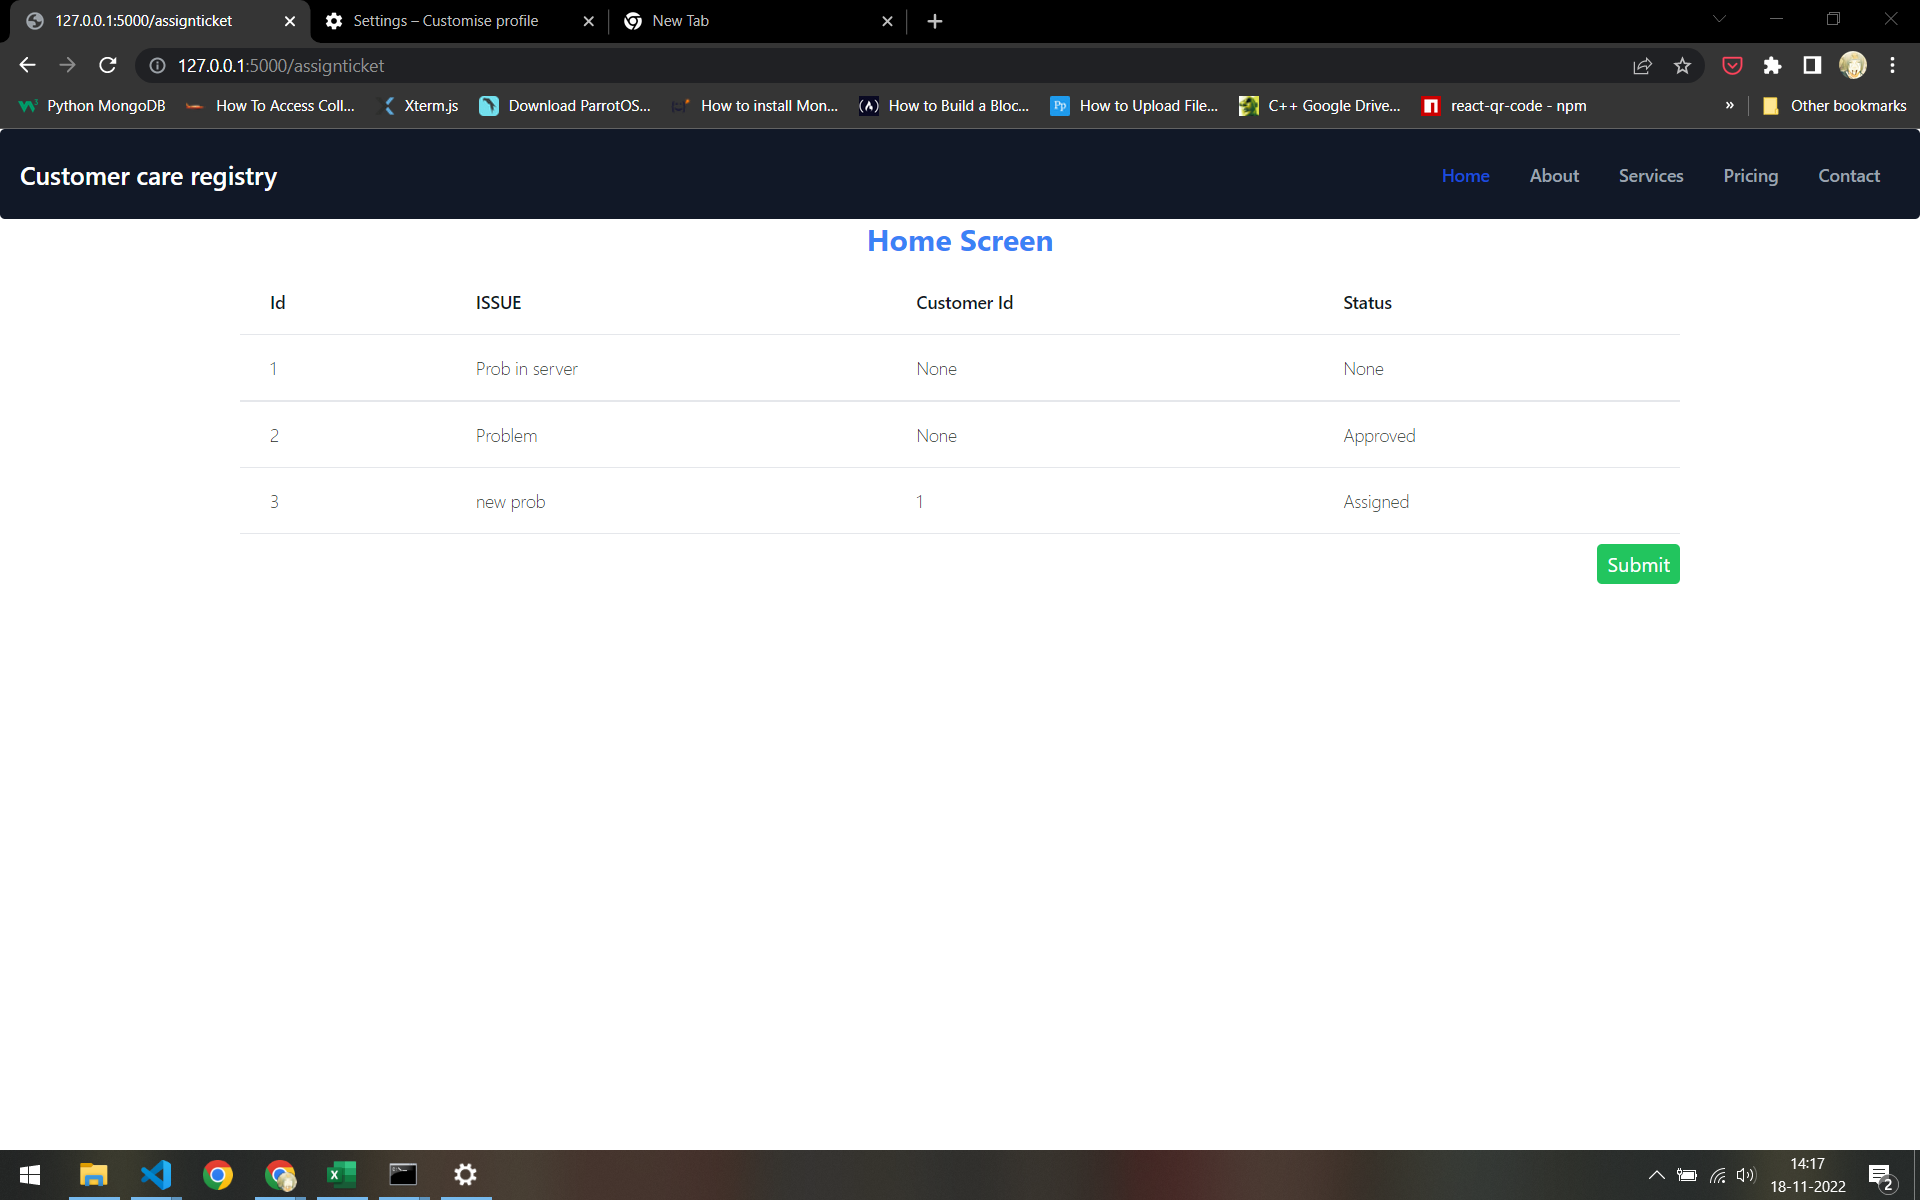 127.0.0.1:5000/assignticket
Settings – Customise profile
New Tab
127.0.0.1:5000/assignticket
Python MongoDB
How To Access Coll...
Xterm.js
Download ParrotOS...
How to install Mon...
How to Build a Bloc...
Pp
How to Upload File...
C++ Google Drive...
react-qr-code - npm
»
Other bookmarks
Customer care registry
Home About Services Pricing Contact
Home Screen
Id ISSUE Customer Id Status
1 Prob in server None None
2 Problem None Approved
3 new prob 1 Assigned
Submit
14:17
18-11-2022
2